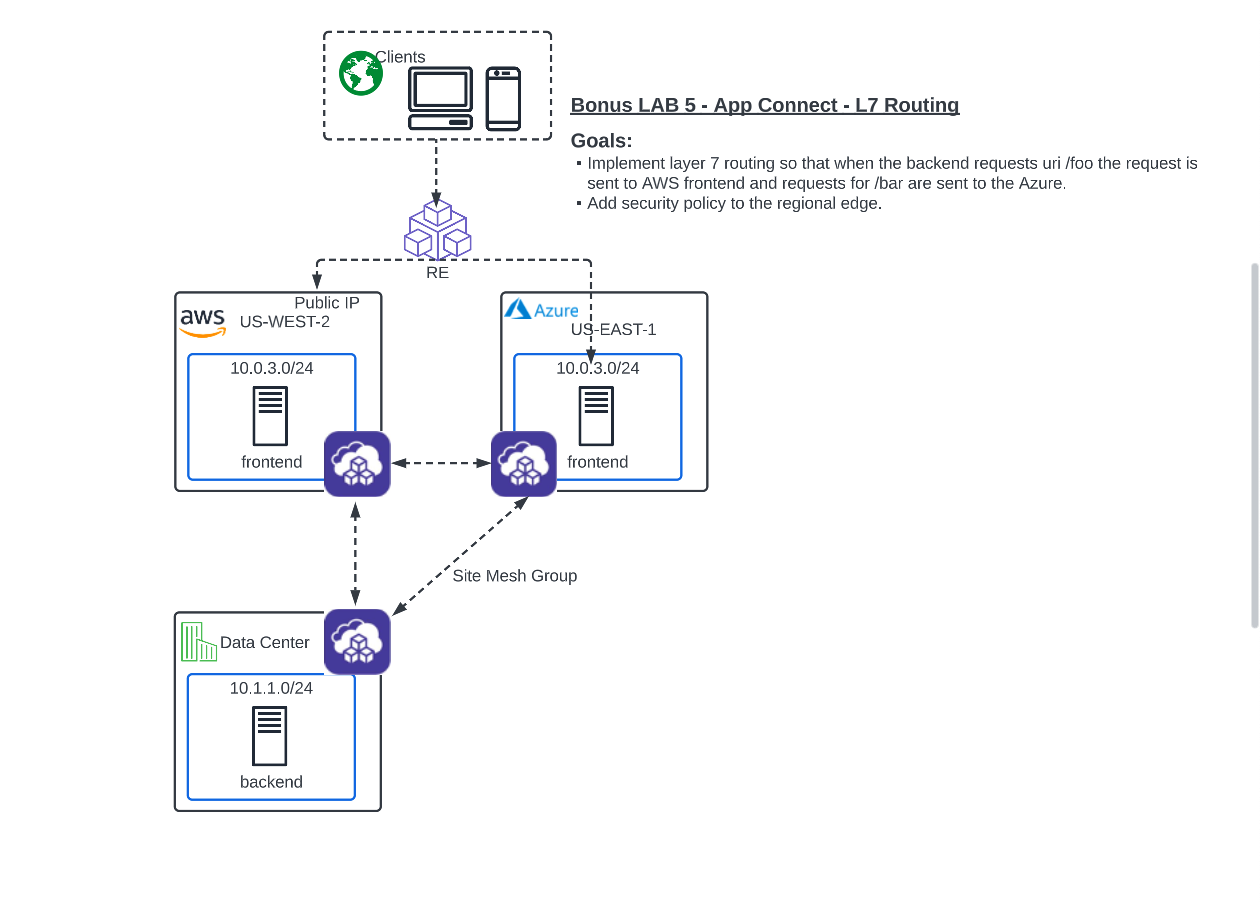 Clients
Bonus LAB 5 - App Connect - L7 Routing
Goals:
▪ Implement layer 7 routing so that when the backend requests uri /foo the request is
sent to AWS frontend and requests for /bar are sent to the Azure.
▪ Add security policy to the regional edge.
RE
aws
Public IP
US-WEST-2
10.0.3.0/24
frontend
Azure
US-EAST-1
10.0.3.0/24
frontend
Site Mesh Group
Data Center
10.1.1.0/24
backend